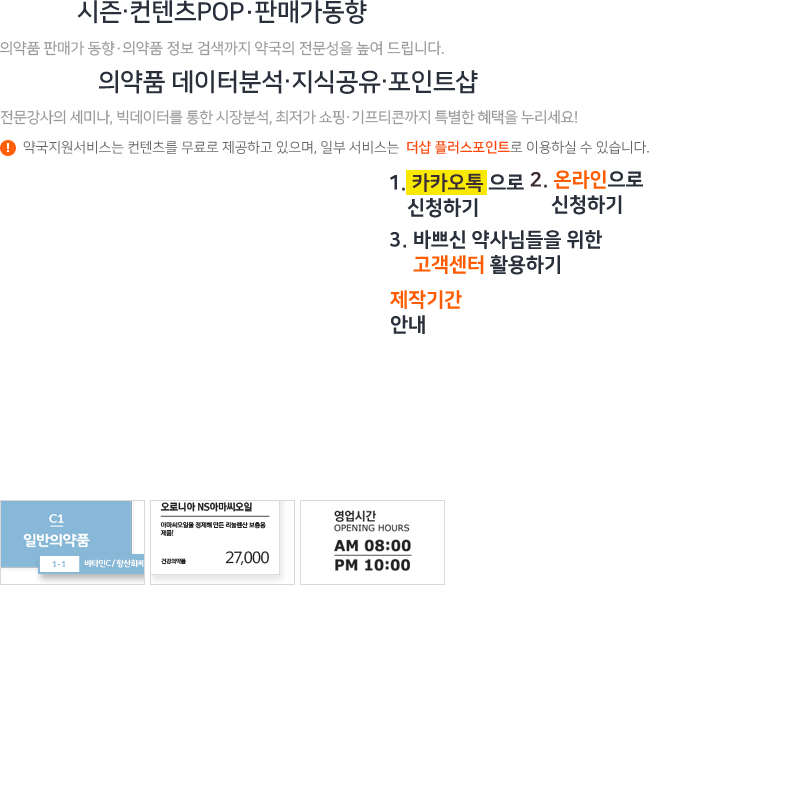 시즌·컨텐츠POP·판매가동향
의약품 판매가 동향·의약품 정보 검색까지 약국의 전문성을 높여 드립니다.
의약품 데이터분석·지식공유·포인트샵
전문강사의 세미나, 빅데이터를 통한 시장분석, 최저가 쇼핑·기프티콘까지 특별한 혜택을 누리세요!
! 약국지원서비스는 컨텐츠를 무료로 제공하고 있으며, 일부 서비스는 더샵 플러스포인트로 이용하실 수 있습니다.
1. 카카오톡으로
신청하기
2. 온라인으로
신청하기
3. 바쁘신 약사님들을 위한
고객센터 활용하기
제작기간
안내
C1
일반의약품
1-1 비타민C / 항산화제
오로니아 NS아마씨오일
아마씨오일을 정제해 만든 리놀렌산 보충용
제품!
건강의약품 27,000
영업시간
OPENING HOURS
AM 08:00
PM 10:00